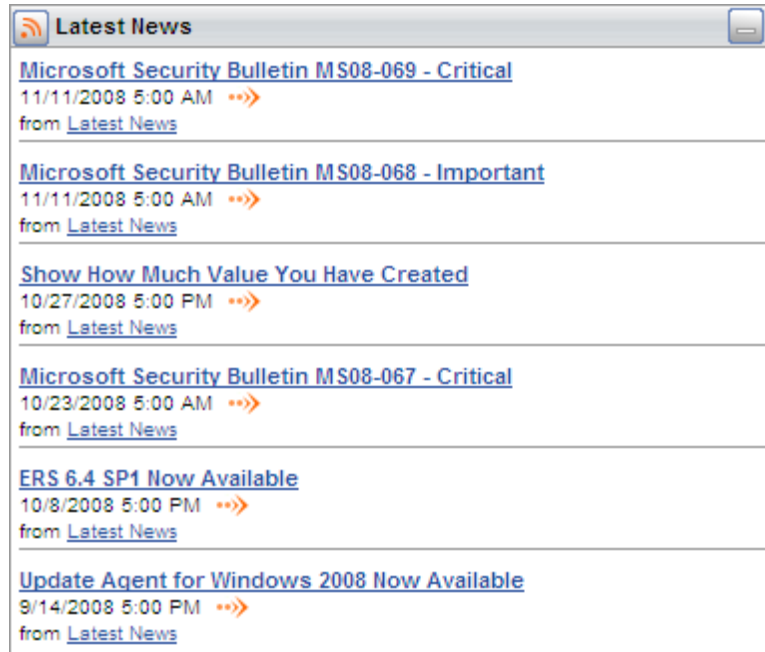 Latest News
Microsoft Security Bulletin MS08-069 - Critical
11/11/2008 5:00 AM
from Latest News
Microsoft Security Bulletin MS08-068 - Important
11/11/2008 5:00 AM
from Latest News
Show How Much Value You Have Created
10/27/2008 5:00 PM
from Latest News
Microsoft Security Bulletin MS08-067 - Critical
10/23/2008 5:00 AM
from Latest News
ERS 6.4 SP1 Now Available
10/8/2008 5:00 PM
from Latest News
Update Agent for Windows 2008 Now Available
9/14/2008 5:00 PM
from Latest News